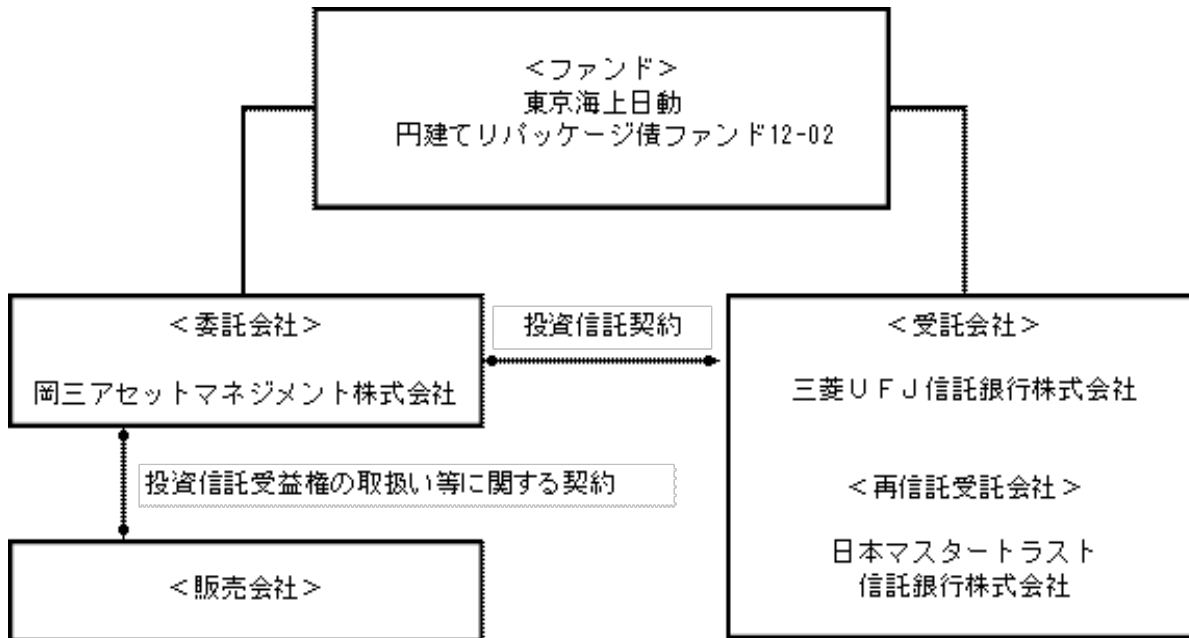 ＜ファンド＞
東京海上日動
円建てリパッケージ債ファンド12-02
＜委託会社＞
岡三アセットマネジメント株式会社
投資信託契約
＜受託会社＞
三菱ＵＦＪ信託銀行株式会社
＜再信託受託会社＞
日本マスタートラスト
信託銀行株式会社
投資信託受益権の取扱い等に関する契約
＜販売会社＞